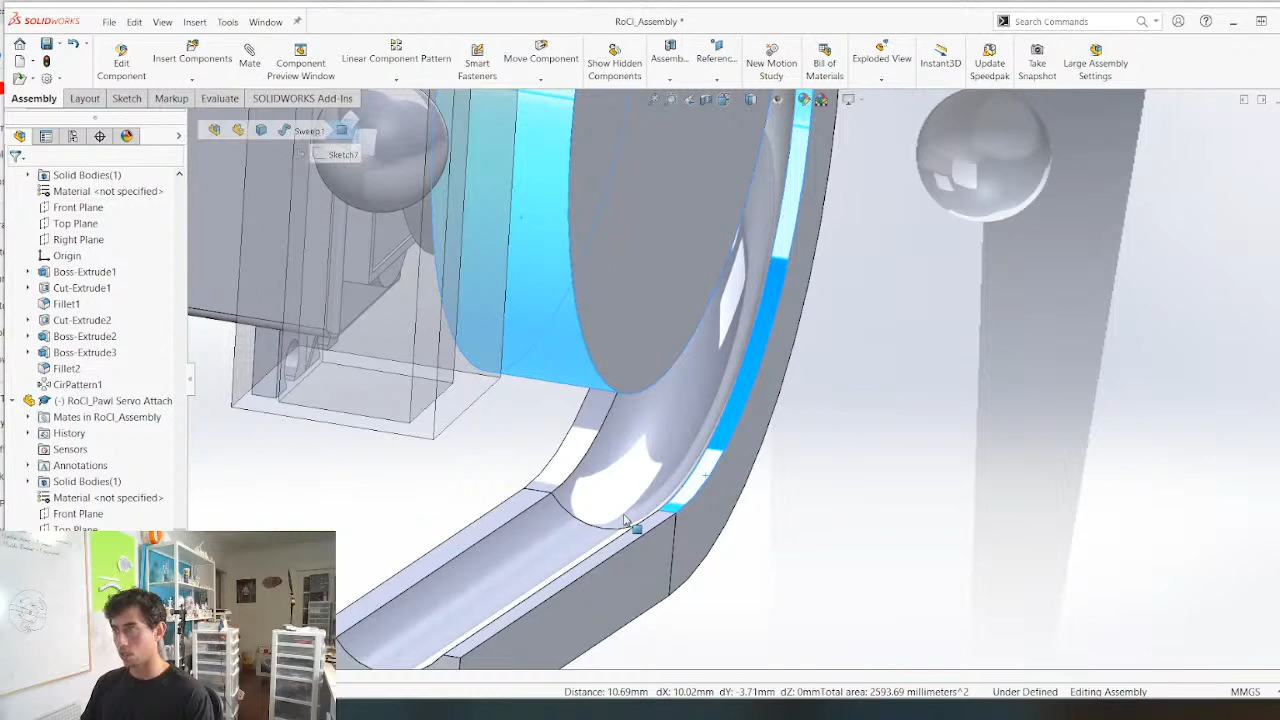 SOLIDWORKS File Edit View Insert Tools Window RoCI_Assembly * Search Commands
Edit Component
Insert Components
Mate
Component Preview Window
Linear Component Pattern
Smart Fasteners
Move Component
Show Hidden Components
Assemb...
Referenc...
New Motion Study
Bill of Materials
Exploded View
Instant3D
Update Speedpak
Take Snapshot
Large Assembly Settings
Assembly Layout Sketch Markup Evaluate SOLIDWORKS Add-Ins
Sweep1
Sketch7
Solid Bodies(1)
Material <not specified>
Front Plane
Top Plane
Right Plane
Origin
Boss-Extrude1
Cut-Extrude1
Fillet1
Cut-Extrude2
Boss-Extrude2
Boss-Extrude3
Fillet2
CirPattern1
(-) RoCI_Pawl Servo Attach
Mates in RoCI_Assembly
History
Sensors
Annotations
Solid Bodies(1)
Material <not specified>
Front Plane
Top Plane
Distance: 10.69mm dX: 10.02mm dY: -3.71mm dZ: 0mmTotal area: 2593.69 millimeters^2 Under Defined Editing Assembly MMGS